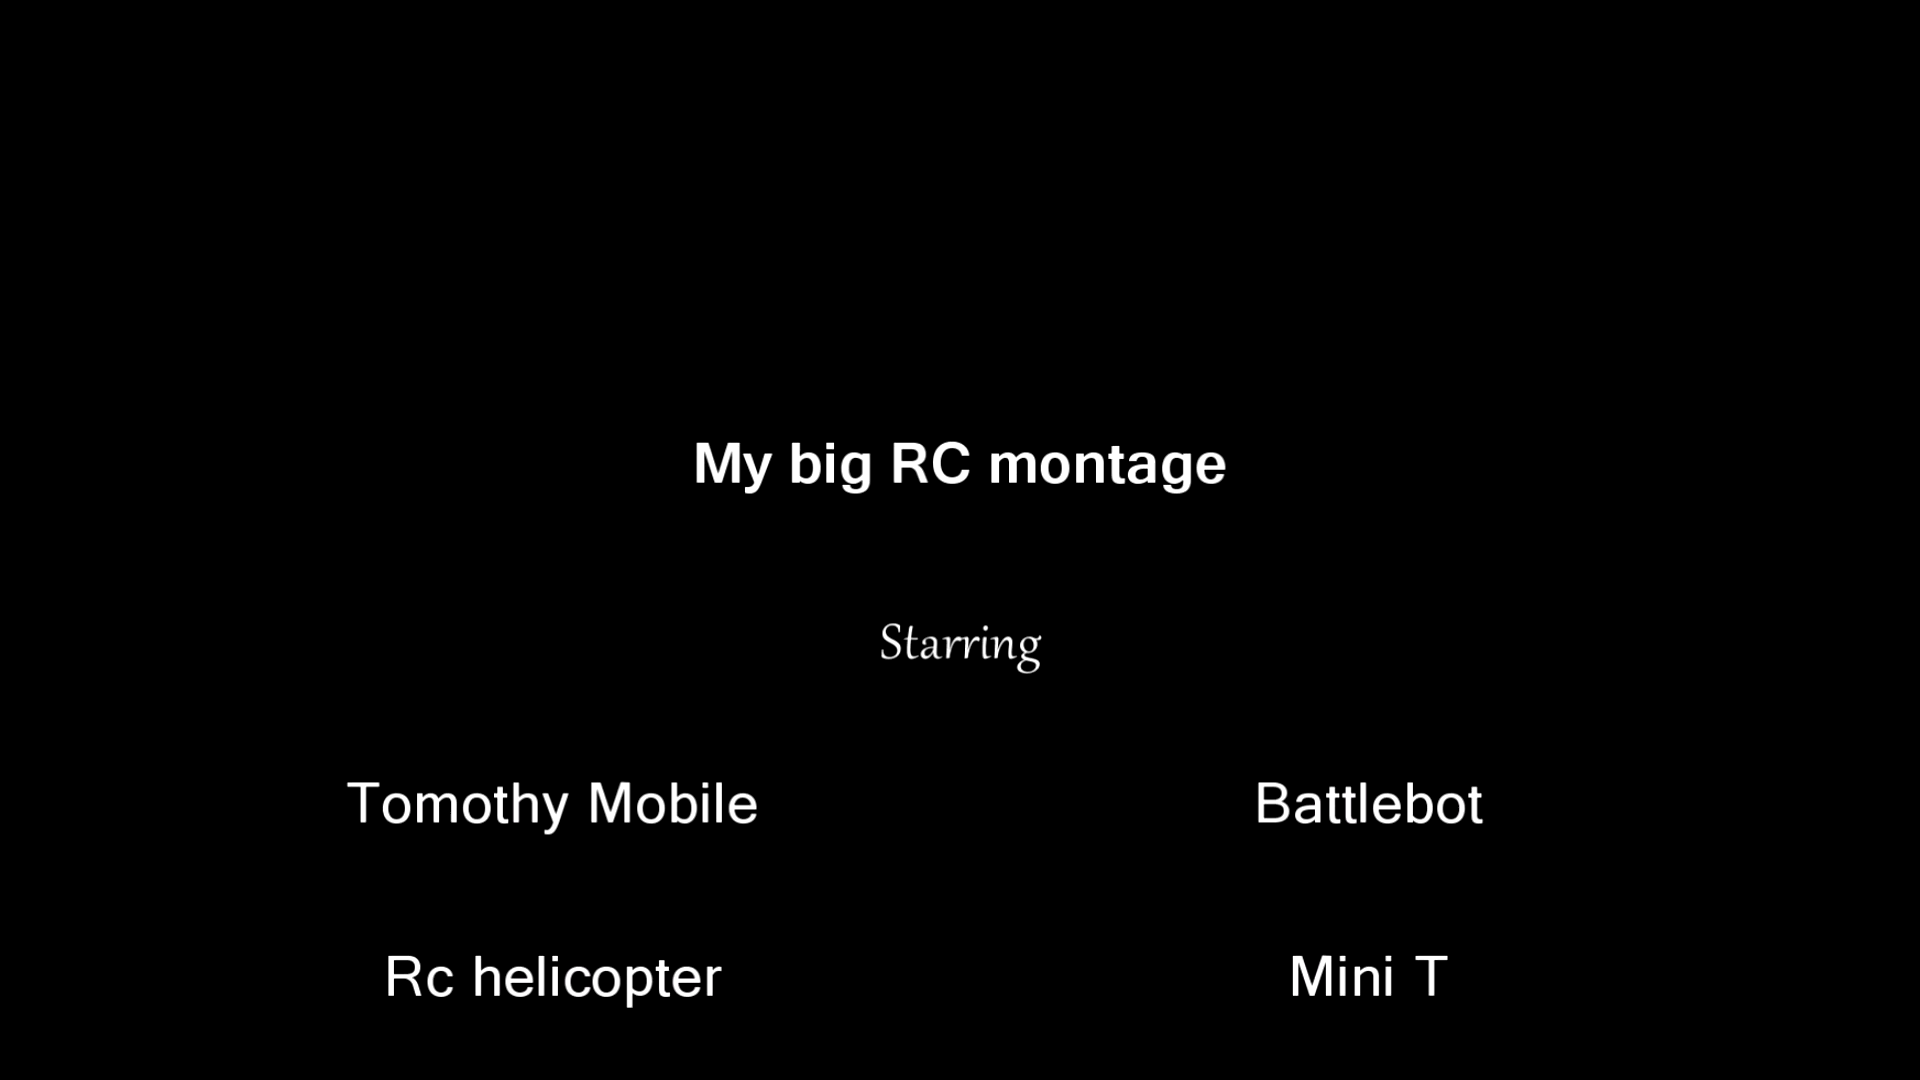 My big RC montage
Starring
Tomothy Mobile
Battlebot
Rc helicopter
Mini T